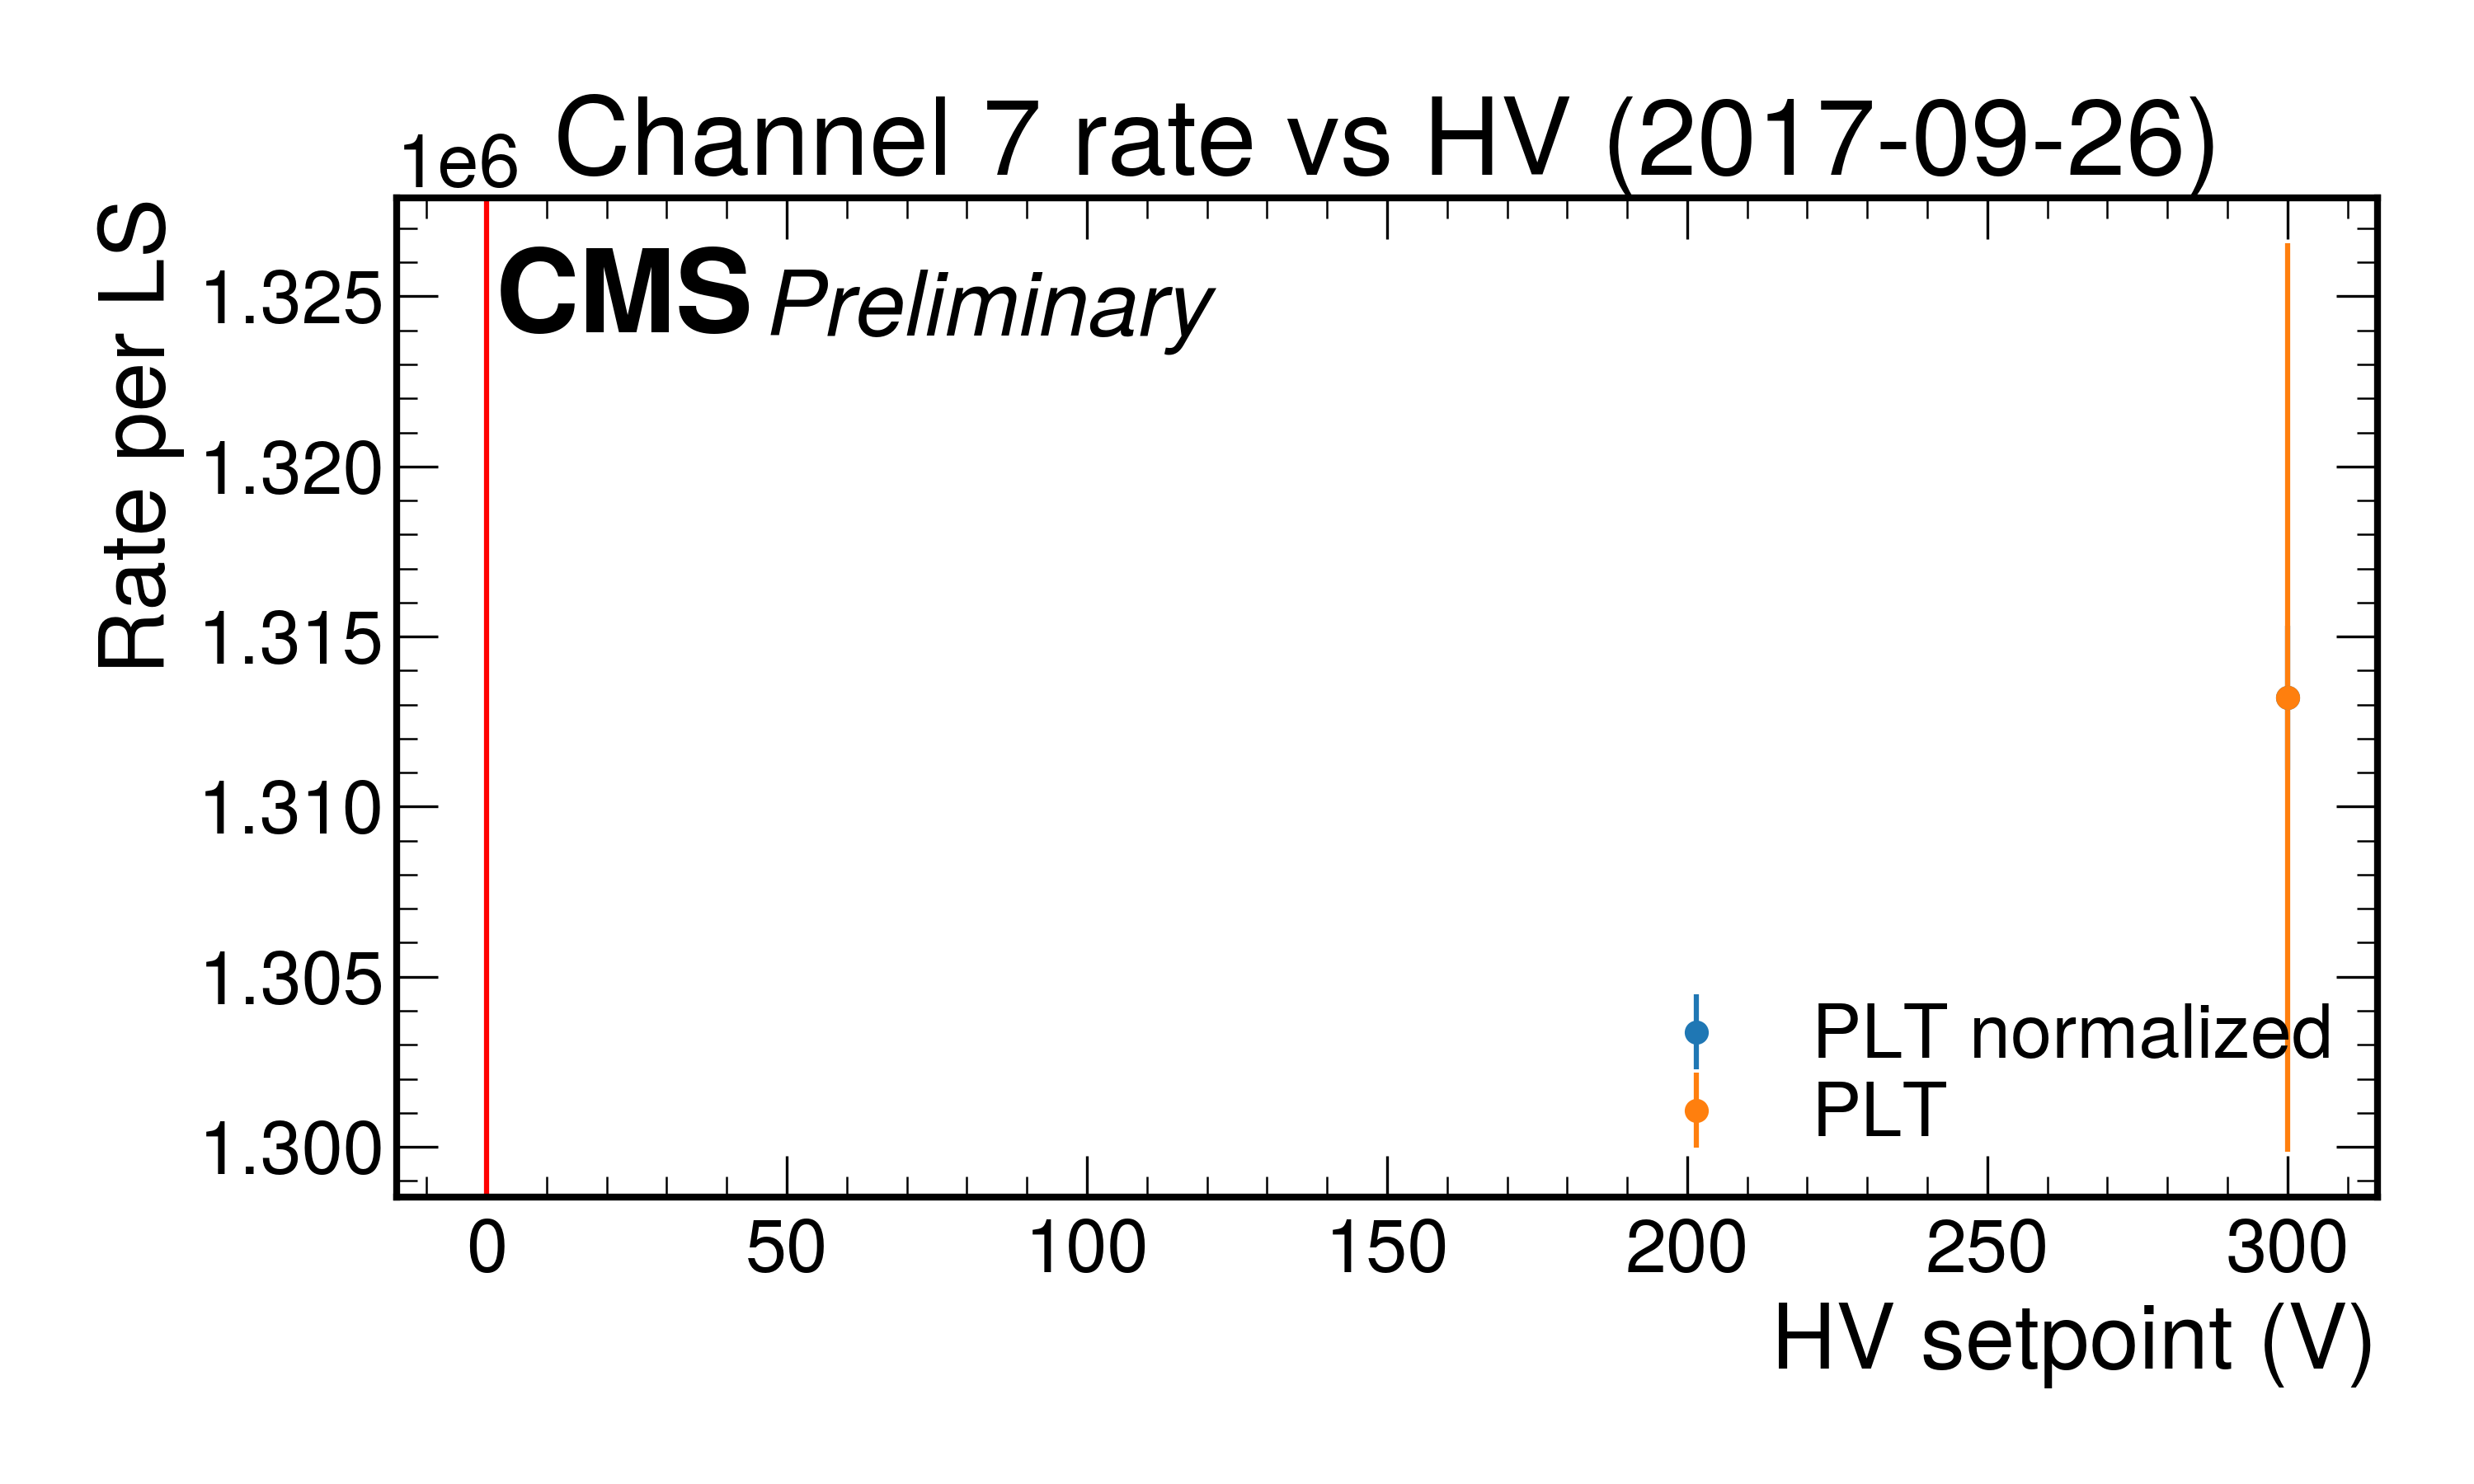 Channel 7 rate vs HV (2017-09-26)
1e6
CMS Preliminary
Rate per LS
1.325
1.320
1.315
1.310
1.305
1.300
PLT normalized
PLT
0 50 100 150 200 250 300
HV setpoint (V)